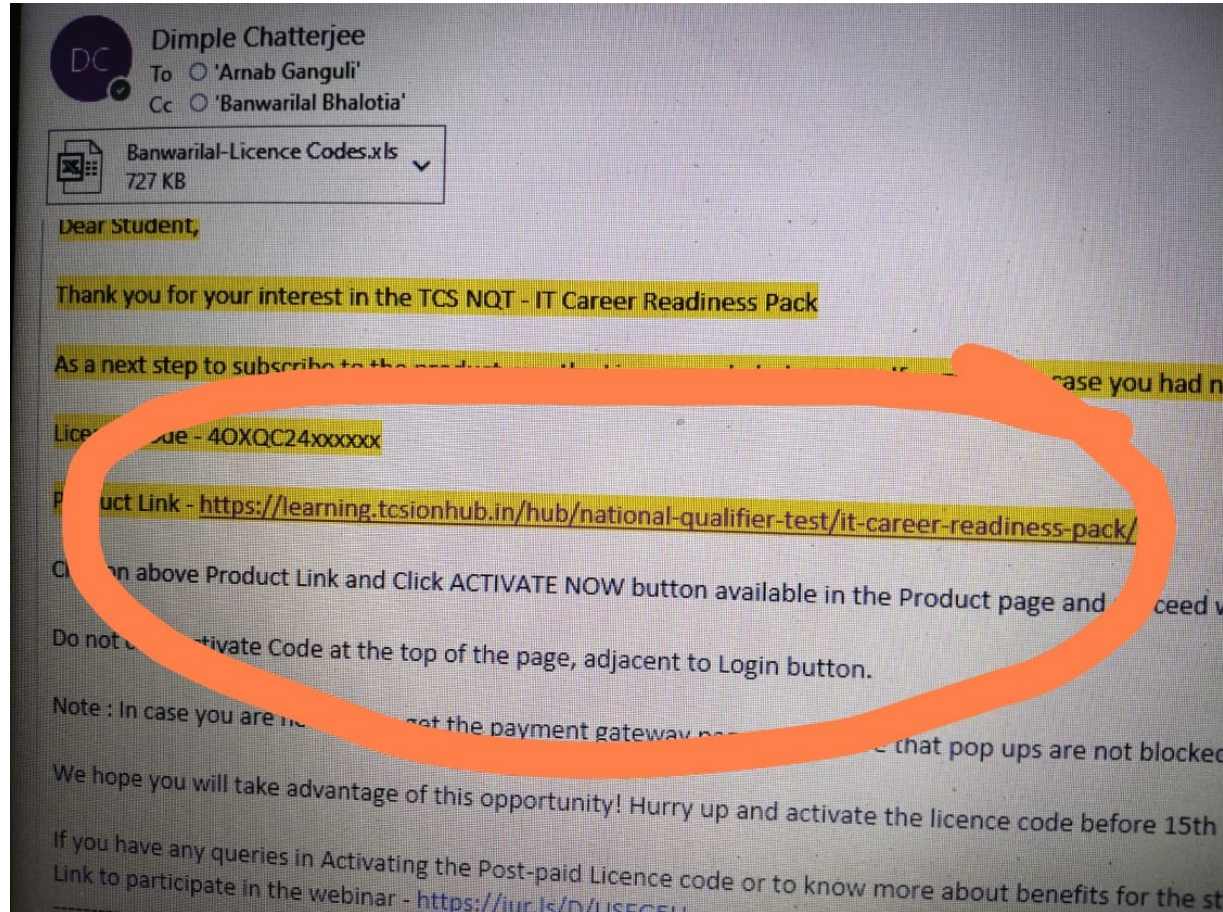 DC
Dimple Chatterjee
To 'Arnab Ganguli'
Cc 'Banwarilal Bhalotia'
Banwarilal-Licence Codes.xls
727 KB
Dear Student,
Thank you for your interest in the TCS NQT - IT Career Readiness Pack
As a next step to subscribe to the case you had
- 4OXQC24xxxxxx
Link - https://learning.tcsionhub.in/hub/national-qualifier-test/it-career-readiness-pack/
above Product Link and Click ACTIVATE NOW button available in the Product page and
Do not Code at the top of the page, adjacent to Login button.
Note : In case you are the payment gateway that pop ups are not blocked
We hope you will take advantage of this opportunity! Hurry up and activate the licence code before 15th
If you have any queries in Activating the Post-paid Licence code or to know more about benefits for the
Link to participate in the webinar -